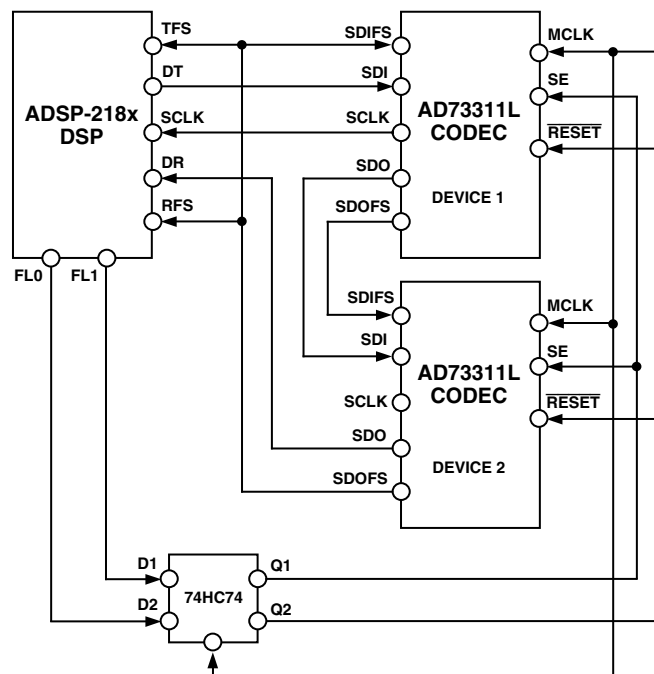 TFS
DT
SCLK
DR
RFS
ADSP-218x
DSP
FL0
FL1
SDIFS
SDI
SCLK
SDO
SDOFS
AD73311L
CODEC
DEVICE 1
MCLK
SE
RESET
SDIFS
SDI
SCLK
SDO
SDOFS
AD73311L
CODEC
DEVICE 2
MCLK
SE
RESET
D1
D2
74HC74
Q1
Q2